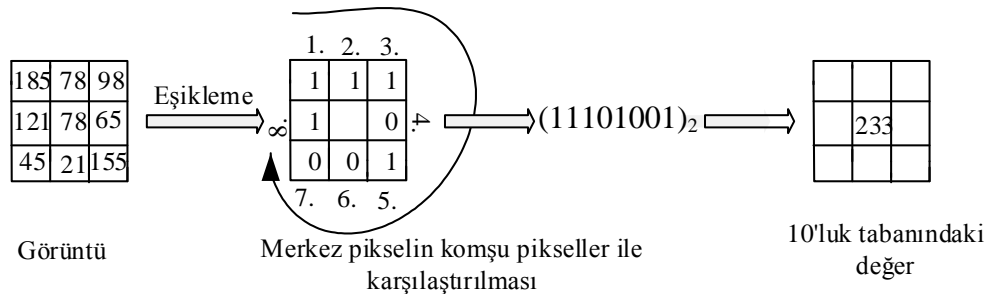 1. 2. 3.
185 78 98
Eşikleme
1 1 1
121 78 65
8.
1 0
4.
(11101001)2
233
45 21 155
0 0 1
7. 6. 5.
Görüntü
Merkez pikselin komşu pikseller ile
karşılaştırılması
10'luk tabanındaki
değer